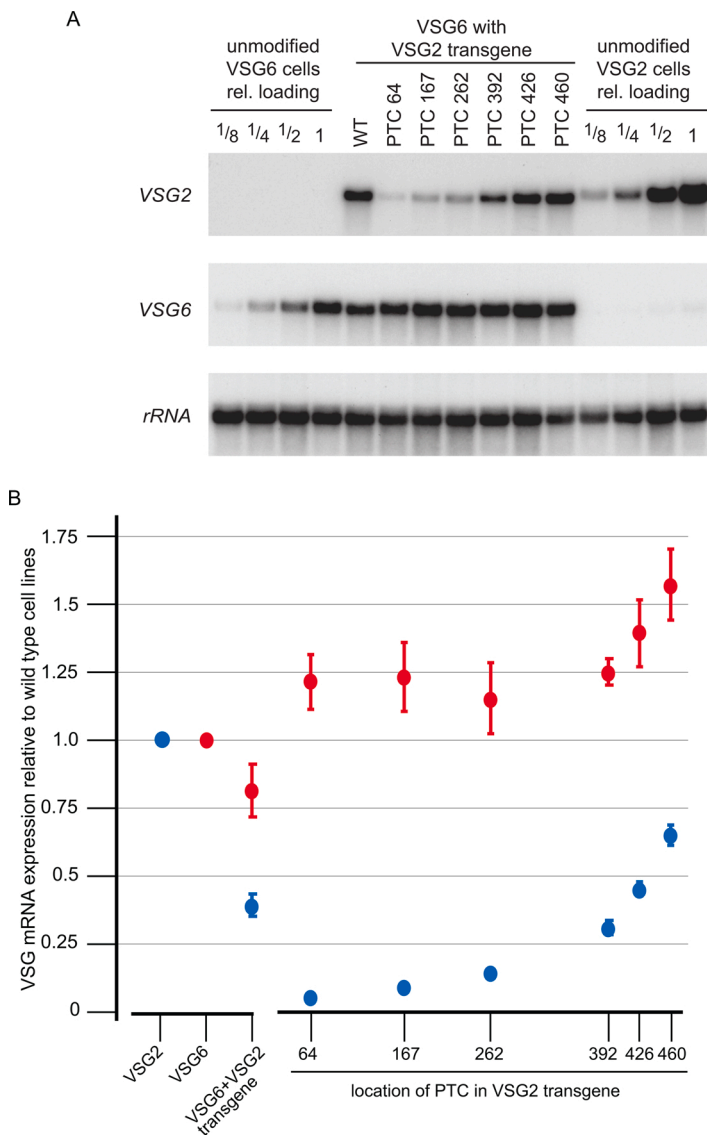 A
unmodified
VSG6 cells
rel. loading
VSG6 with
VSG2 transgene
unmodified
VSG2 cells
rel. loading
1/8 1/4 1/2 1 WT PTC 64 PTC 167 PTC 262 PTC 392 PTC 426 PTC 460 1/8 1/4 1/2 1
VSG2
VSG6
rRNA
B
VSG mRNA expression relative to wild type cell lines
1.75
1.5
1.25
1.0
0.75
0.5
0.25
0
VSG2
VSG6
VSG6+VSG2
transgene
64 167 262 392 426 460
location of PTC in VSG2 transgene